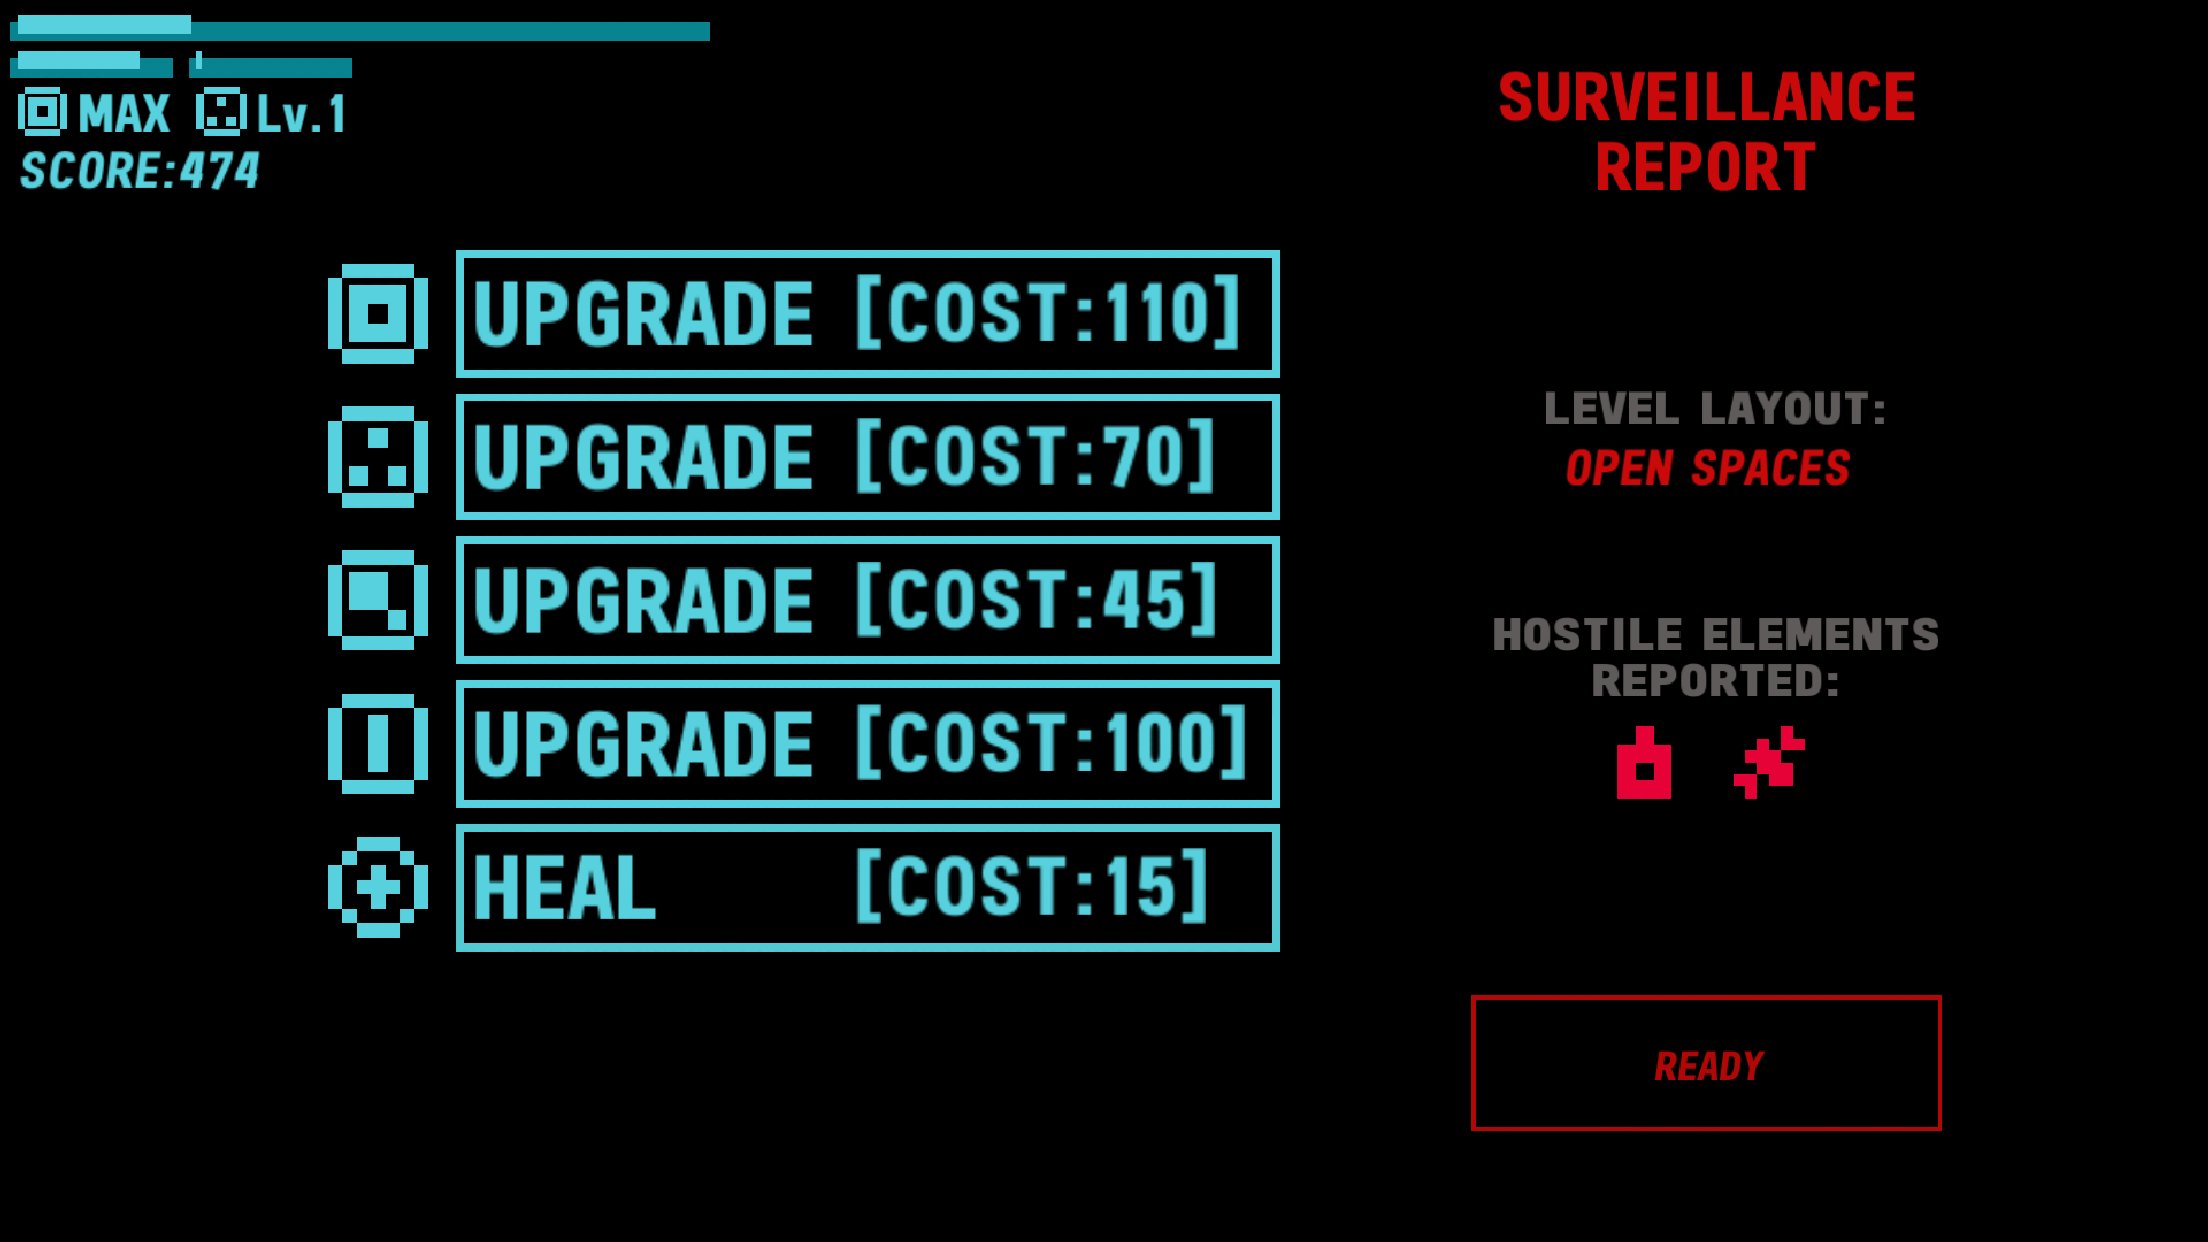 MAX Lv.1
SCORE:474
UPGRADE [COST:110]
UPGRADE [COST:70]
UPGRADE [COST:45]
UPGRADE [COST:100]
HEAL [COST:15]
SURVEILLANCE
REPORT
LEVEL LAYOUT:
OPEN SPACES
HOSTILE ELEMENTS
REPORTED:
READY